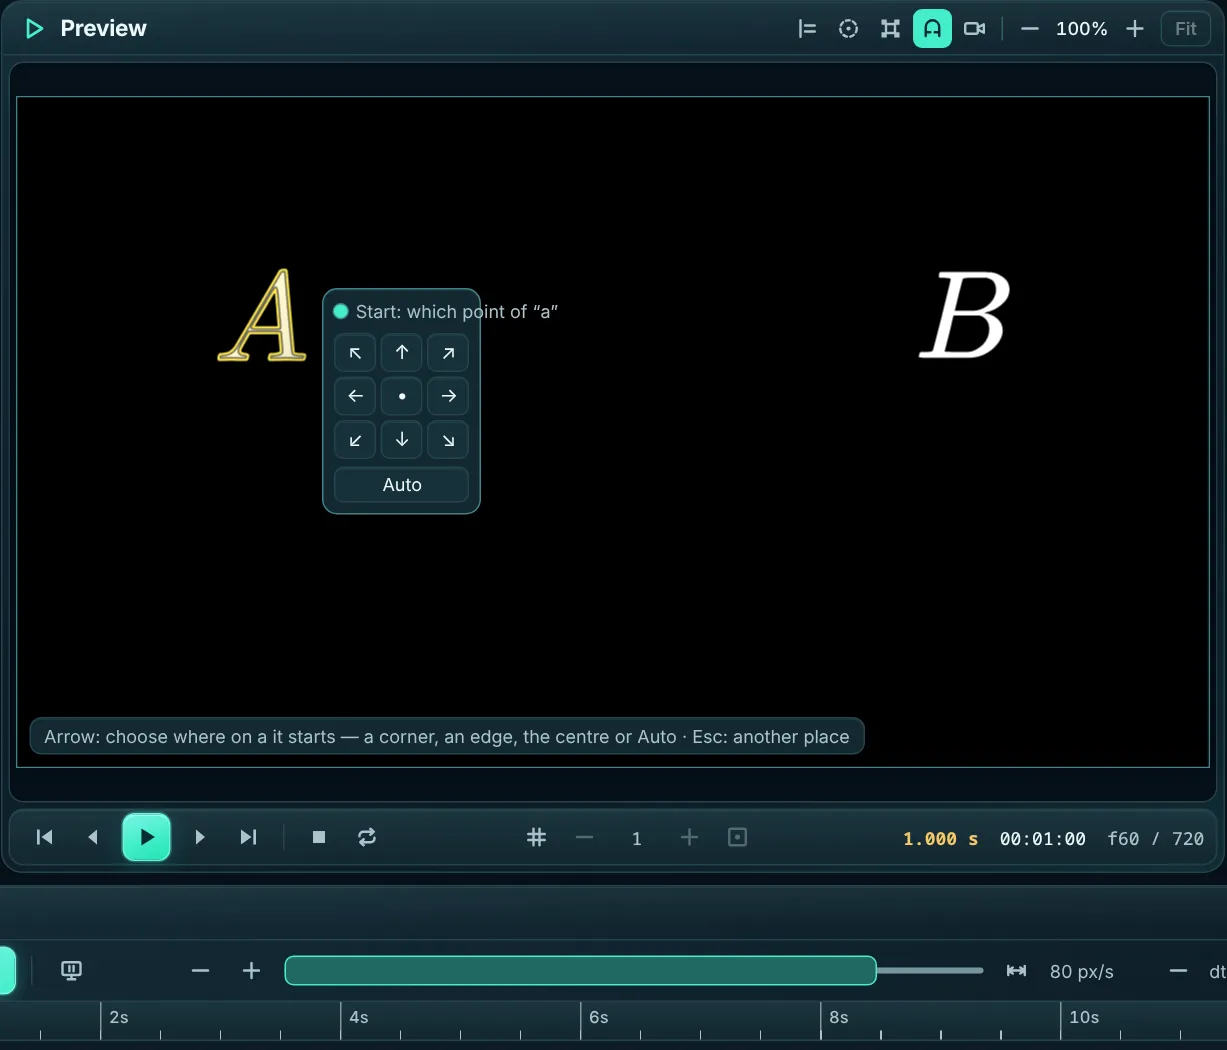 Preview
100%
Fit
A
B
Start: which point of “a”
Auto
Arrow: choose where on a it starts — a corner, an edge, the centre or Auto · Esc: another place
1
1.000 s 00:01:00 f60 / 720
80 px/s
dt
2s 4s 6s 8s 10s